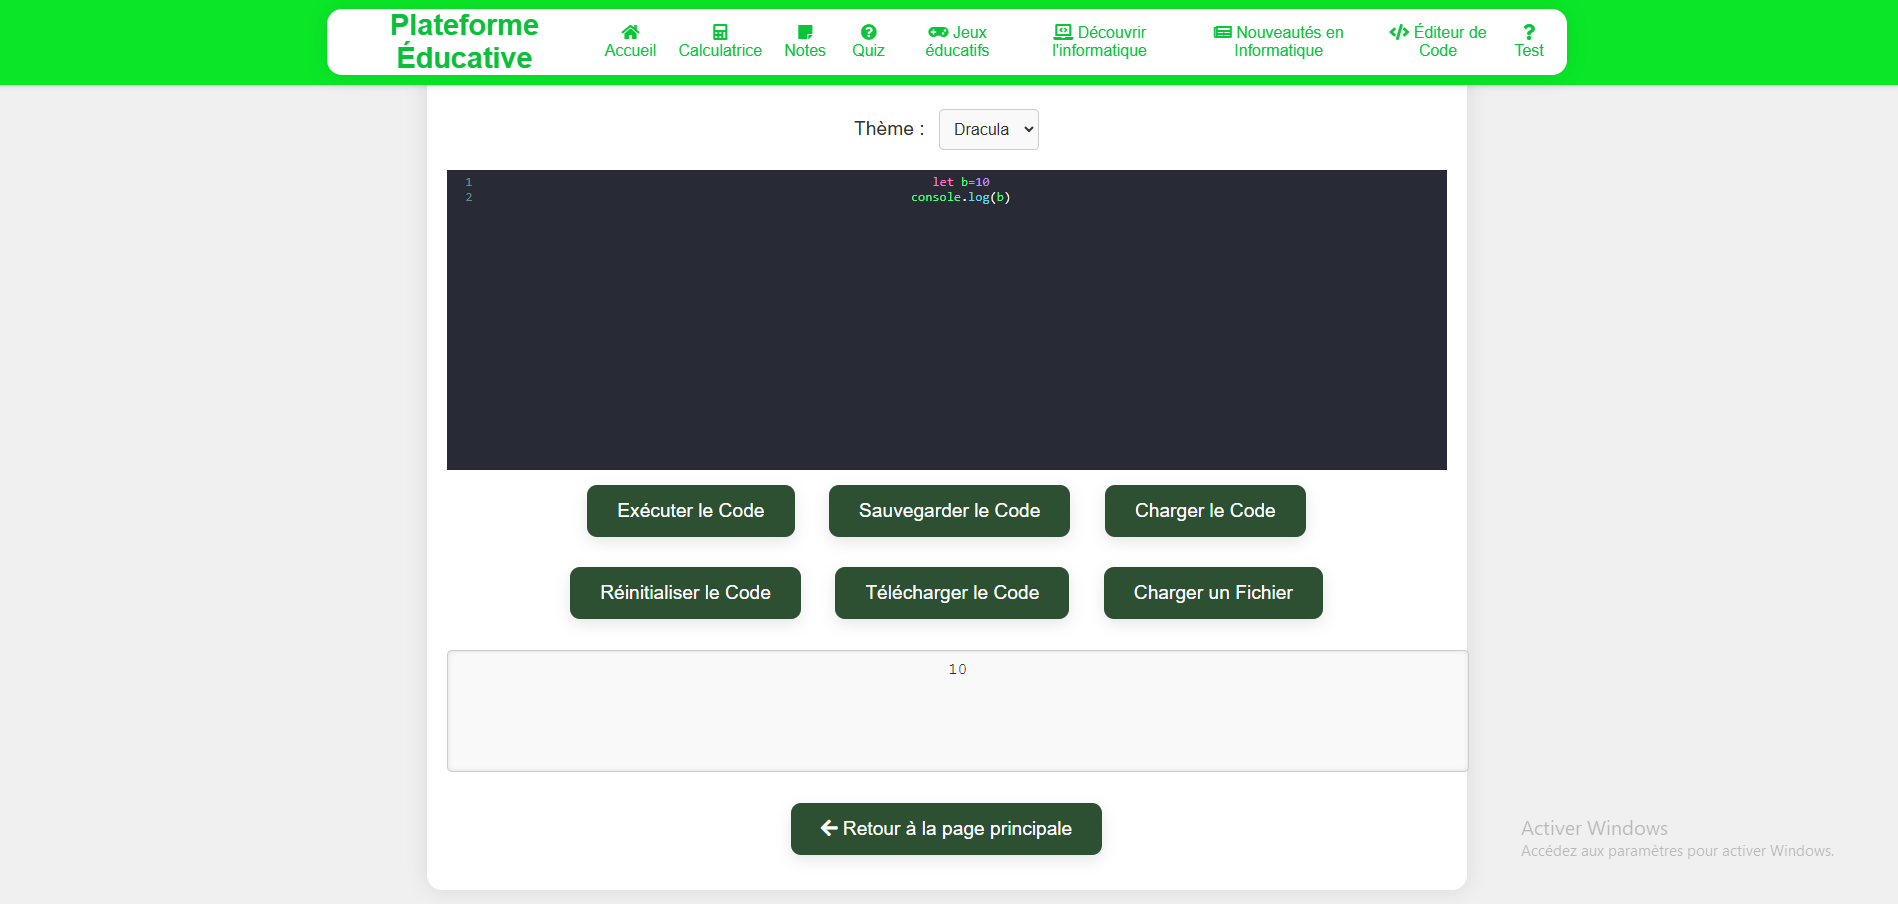 Plateforme
Éducative
Accueil
Calculatrice
Notes
Quiz
Jeux
éducatifs
Découvrir
l'informatique
Nouveautés en
Informatique
Éditeur de
Code
Test
Thème :
Dracula
1 let b=10
2 console.log(b)
Exécuter le Code
Sauvegarder le Code
Charger le Code
Réinitialiser le Code
Télécharger le Code
Charger un Fichier
10
Retour à la page principale
Activer Windows
Accédez aux paramètres pour activer Windows.